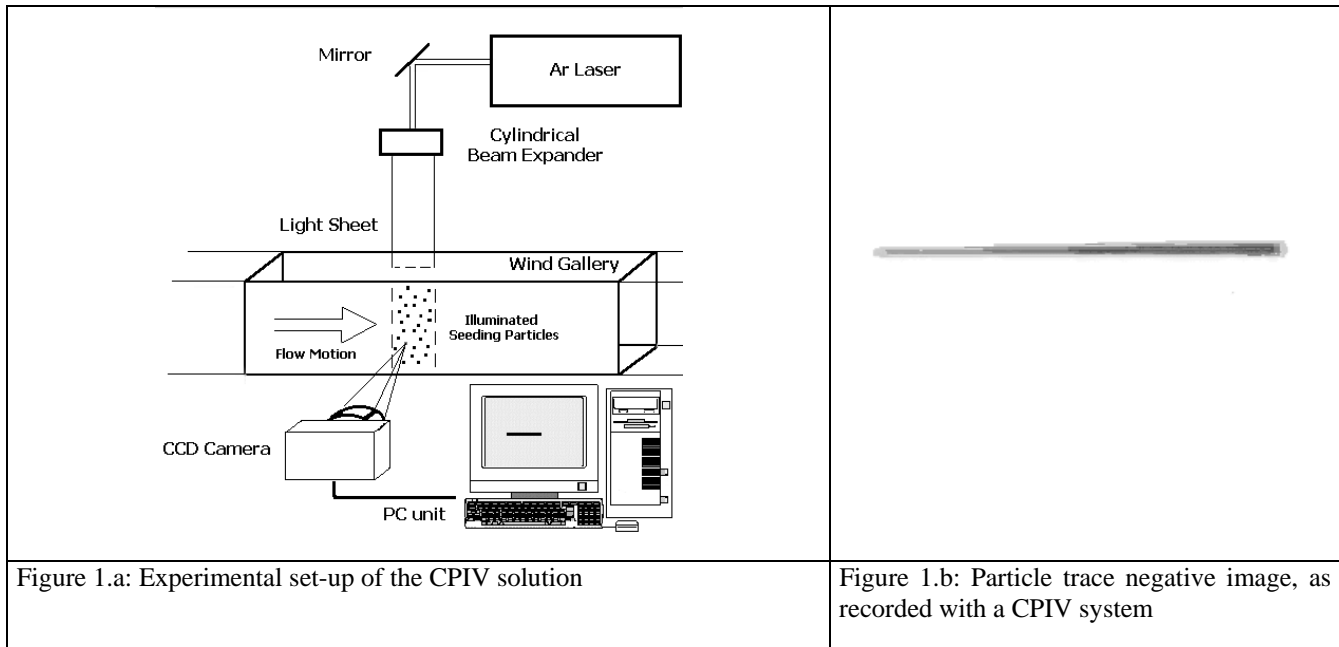 Mirror
Ar Laser
Cylindrical
Beam Expander
Light Sheet
Wind Gallery
Illuminated
Seeding Particles
Flow Motion
CCD Camera
PC unit
Figure 1.a: Experimental set-up of the CPIV solution
Figure 1.b: Particle trace negative image, as
recorded with a CPIV system